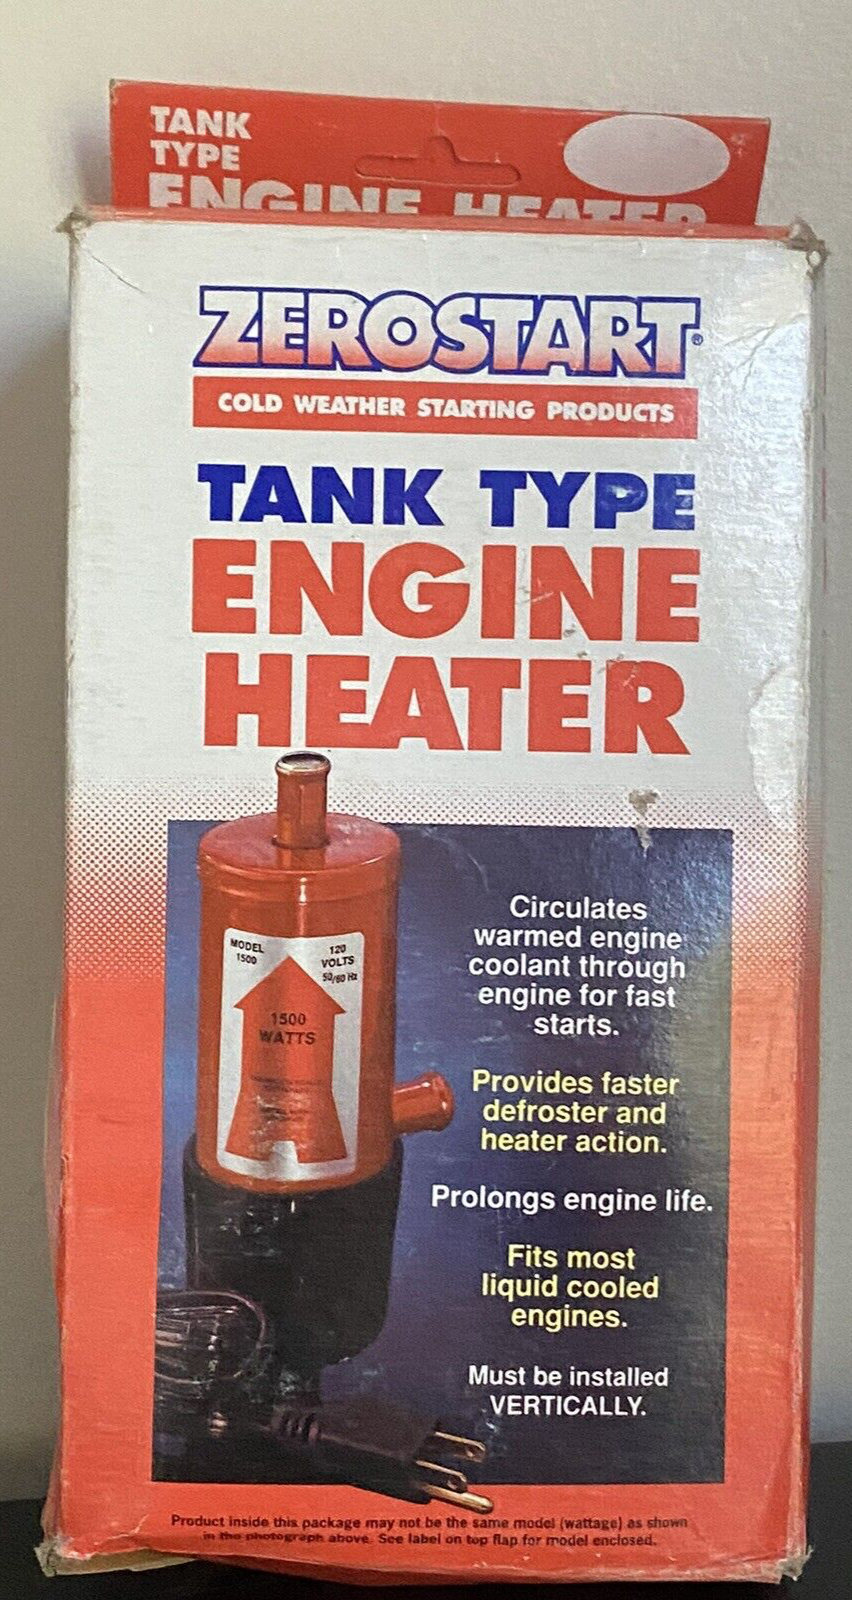 TANK
TYPE
ENGINE HEATER
ZEROSTART®
COLD WEATHER STARTING PRODUCTS
TANK TYPE
ENGINE
HEATER
MODEL
1500
120
VOLTS
50/60 Hz
1500
WATTS
Circulates
warmed engine
coolant through
engine for fast
starts.
Provides faster
defroster and
heater action.
Prolongs engine life.
Fits most
liquid cooled
engines.
Must be installed
VERTICALLY.
Product inside this package may not be the same model (wattage) as shown
in the photograph above. See label on top flap for model enclosed.